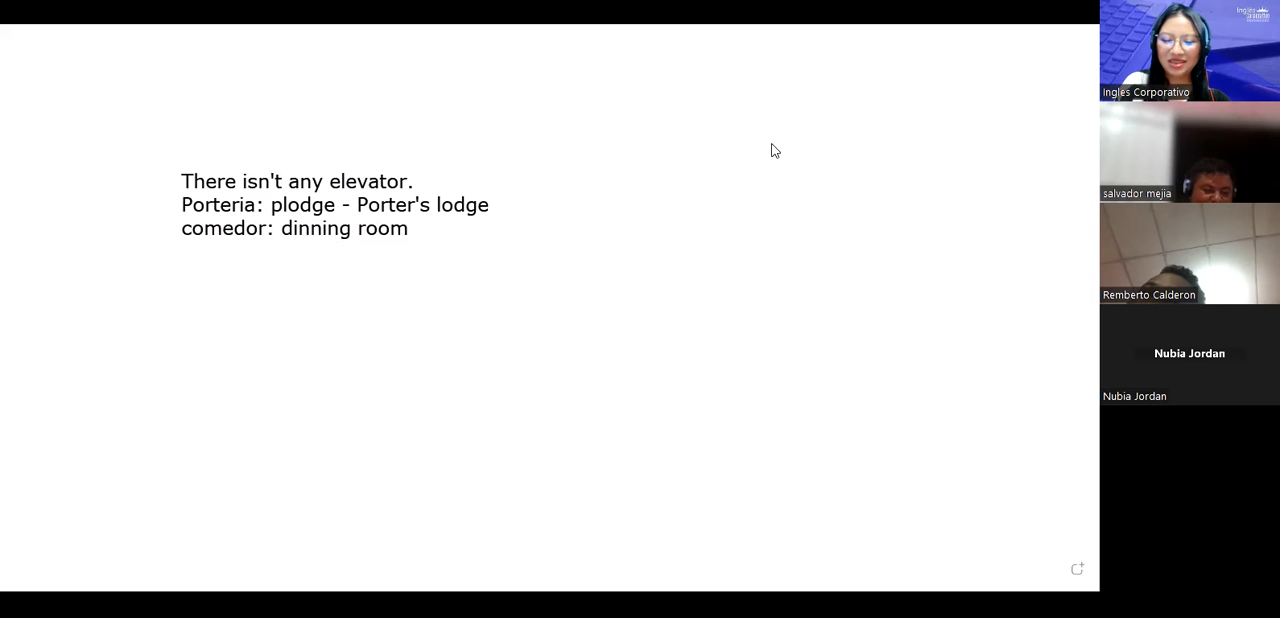 There isn't any elevator.
Porteria: plodge - Porter's lodge
comedor: dinning room
Ingles Corporativo
salvador mejia
Remberto Calderon
Nubia Jordan
Nubia Jordan